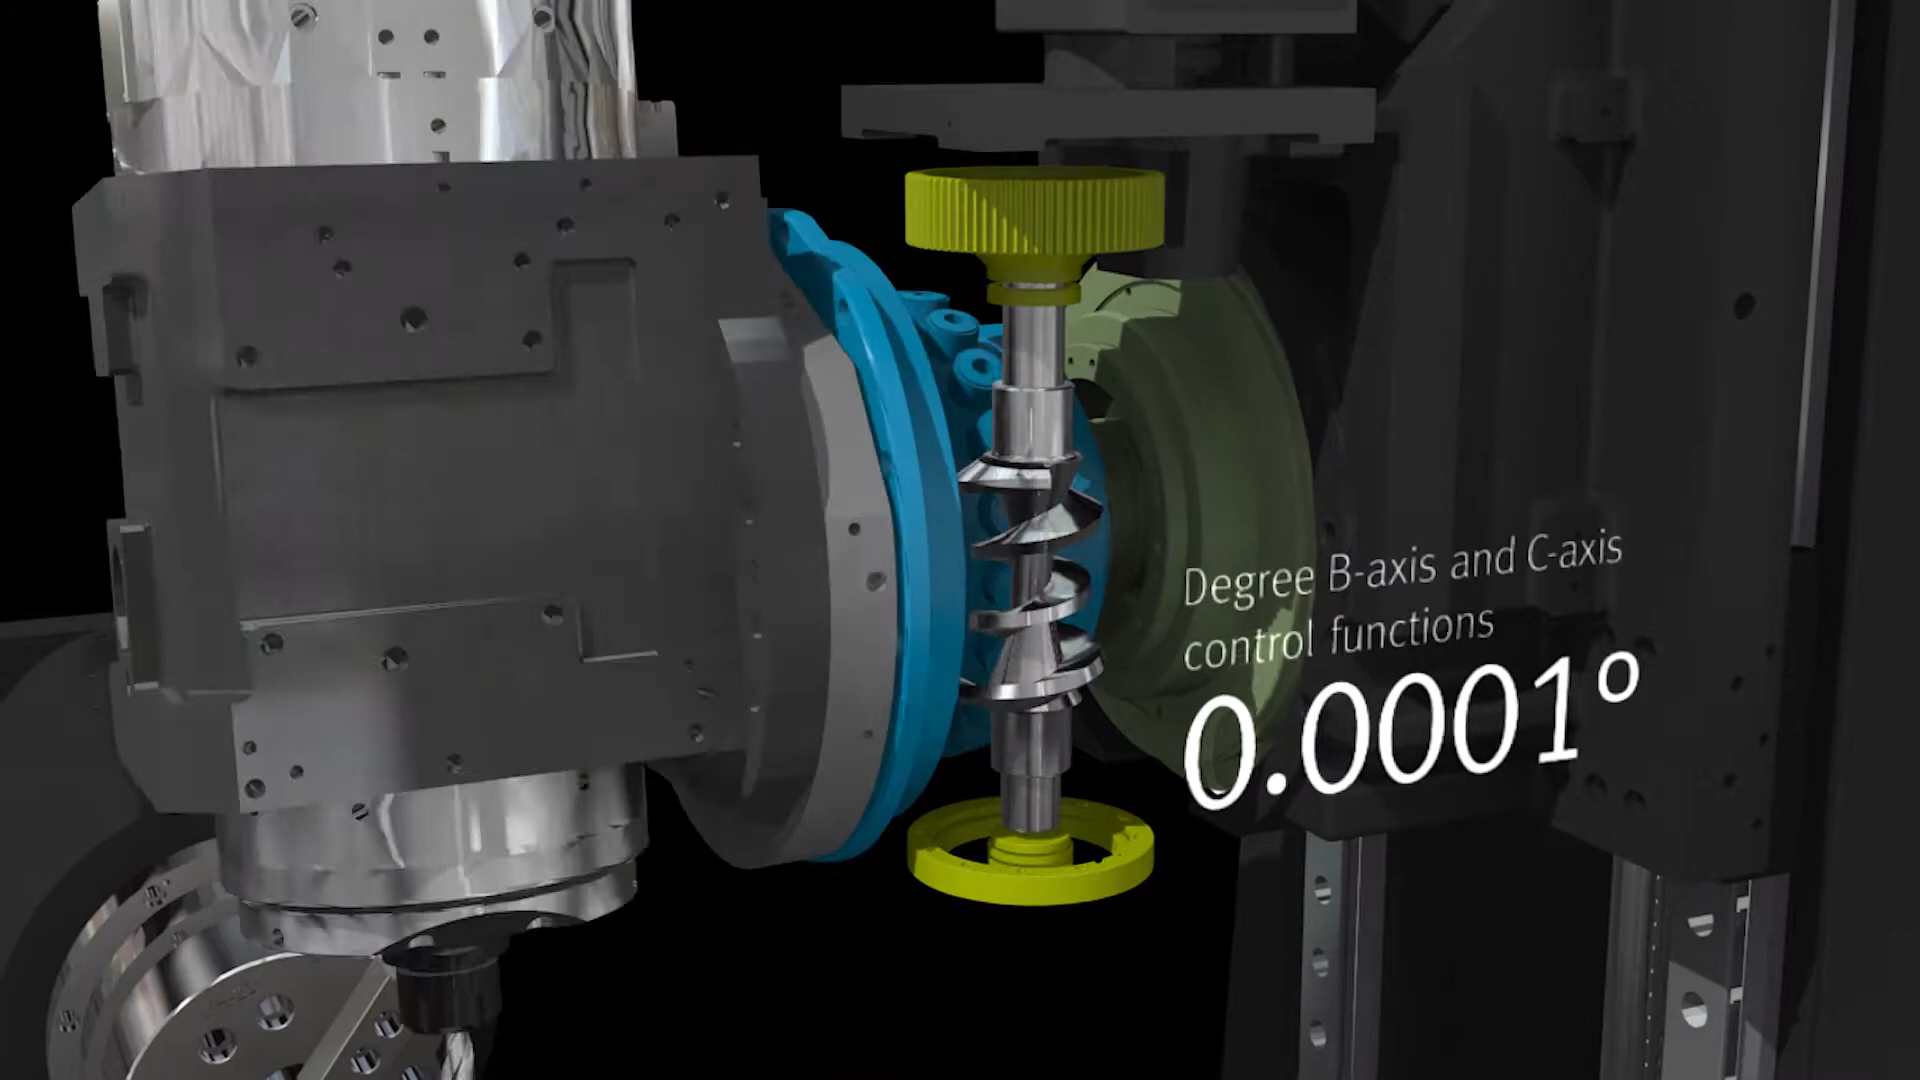 Degree B-axis and C-axis
control functions
0.0001°